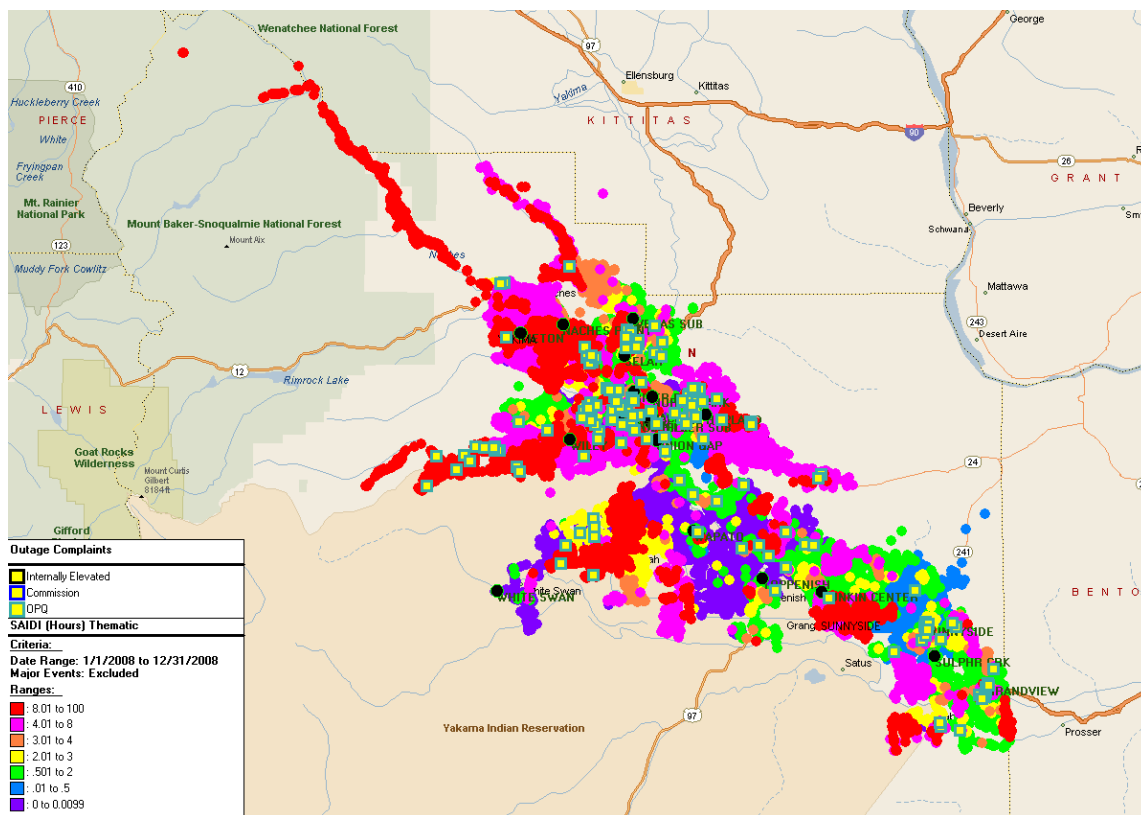 George
Wenatchee National Forest
97
Ellensburg
Kittitas
410
Huckleberry Creek
PIERCE
Yakima
KITTITAS
90
White
26
Fryingpan
Creek
GRANT
Mt. Rainier
National Park
Beverly
Mount Baker-Snoqualmie National Forest
Schwana
123
Mount Aix
Muddy Fork Cowlitz
Mattawa
243
Desert Aire
N
12
Rimrock Lake
LEWIS
Goat Rocks
Wilderness
24
Mount Curtis
Gilbert
8184 ft
Gifford
241
BENTO
WHITE SWAN
SUNNYSIDE
Satus
SULPHR CRK
Prosser
97
Yakama Indian Reservation
Outage Complaints
Internally Elevated
Commission
OPQ
SAIDI (Hours) Thematic
Criteria:
Date Range: 1/1/2008 to 12/31/2008
Major Events: Excluded
Ranges:
: 8.01 to 100
: 4.01 to 8
: 3.01 to 4
: 2.01 to 3
: .501 to 2
: .01 to .5
: 0 to 0.0099